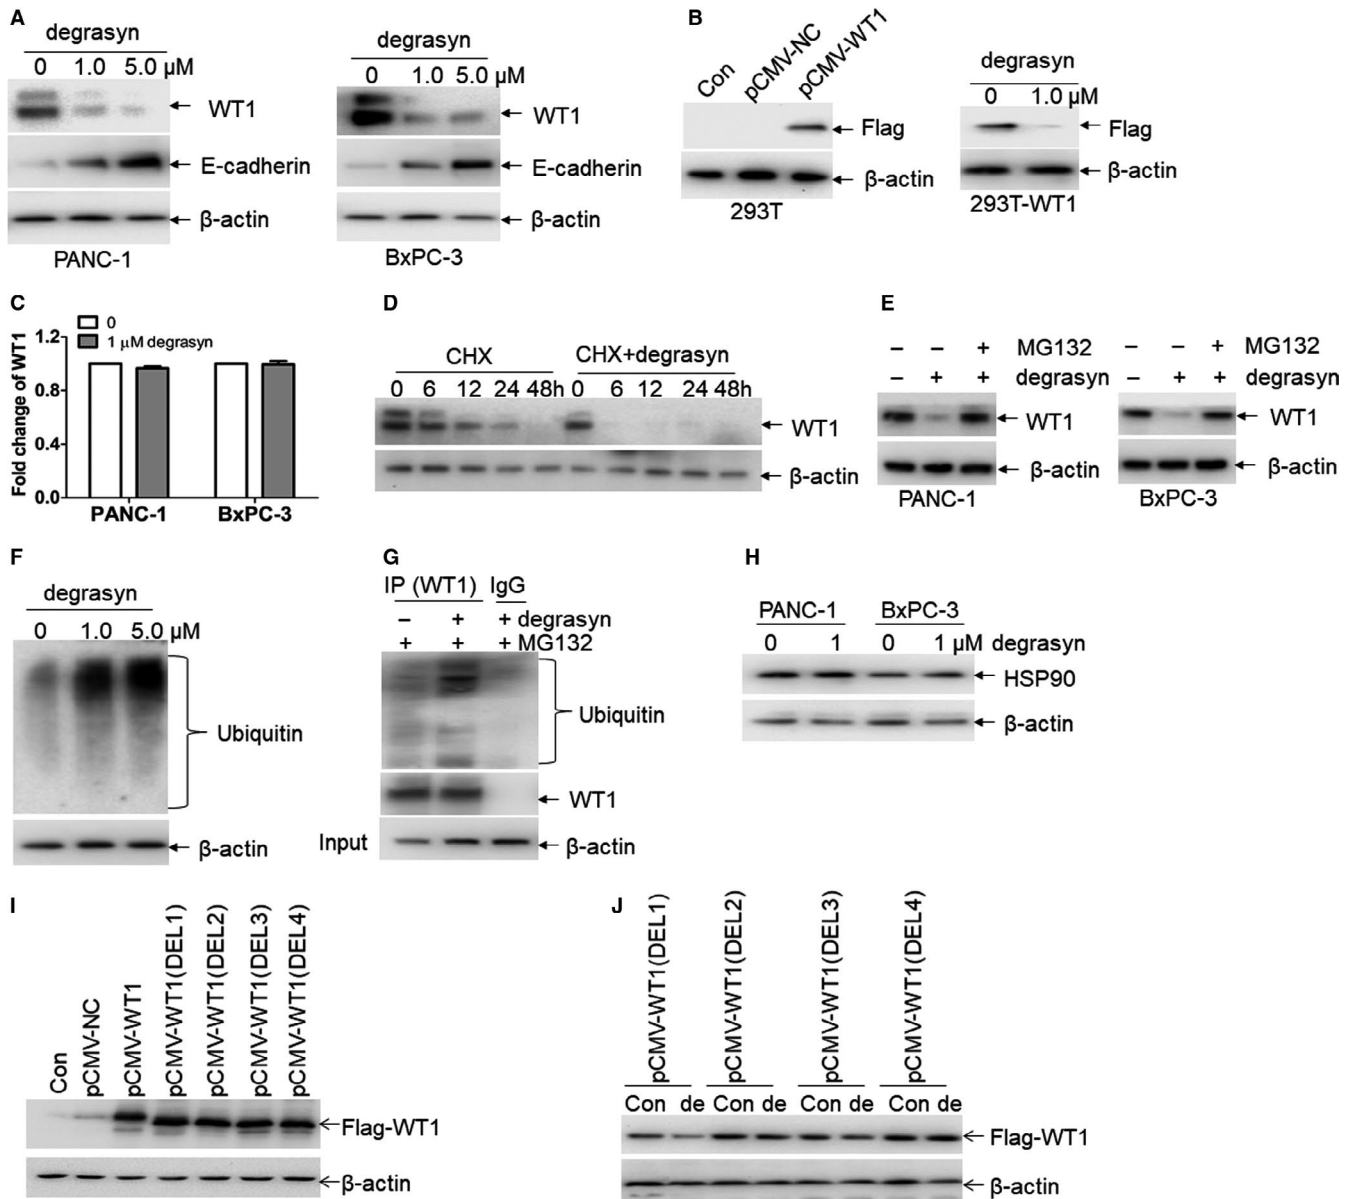 A
degrasyn
0 1.0 5.0 μM
WT1
E-cadherin
β-actin
PANC-1
degrasyn
0 1.0 5.0 μM
WT1
E-cadherin
β-actin
BxPC-3
B
Con pCMV-NC pCMV-WT1
Flag
β-actin
293T
degrasyn
0 1.0 μM
Flag
β-actin
293T-WT1
C
Fold change of WT1
1.2
0.8
0.4
0.0
0
1 μM degrasyn
PANC-1 BxPC-3
D
CHX CHX+degrasyn
0 6 12 24 48h 0 6 12 24 48h
WT1
β-actin
E
– – + MG132
– + + degrasyn
WT1
β-actin
PANC-1
– – + MG132
– + + degrasyn
WT1
β-actin
BxPC-3
F
degrasyn
0 1.0 5.0 μM
Ubiquitin
β-actin
G
IP (WT1) IgG
– + + degrasyn
+ + + MG132
Ubiquitin
WT1
Input β-actin
H
PANC-1 BxPC-3
0 1 0 1 μM degrasyn
HSP90
β-actin
I
Con pCMV-NC pCMV-WT1 pCMV-WT1(DEL1) pCMV-WT1(DEL2) pCMV-WT1(DEL3) pCMV-WT1(DEL4)
Flag-WT1
β-actin
J
pCMV-WT1(DEL1) pCMV-WT1(DEL2) pCMV-WT1(DEL3) pCMV-WT1(DEL4)
Con de Con de Con de Con de
Flag-WT1
β-actin